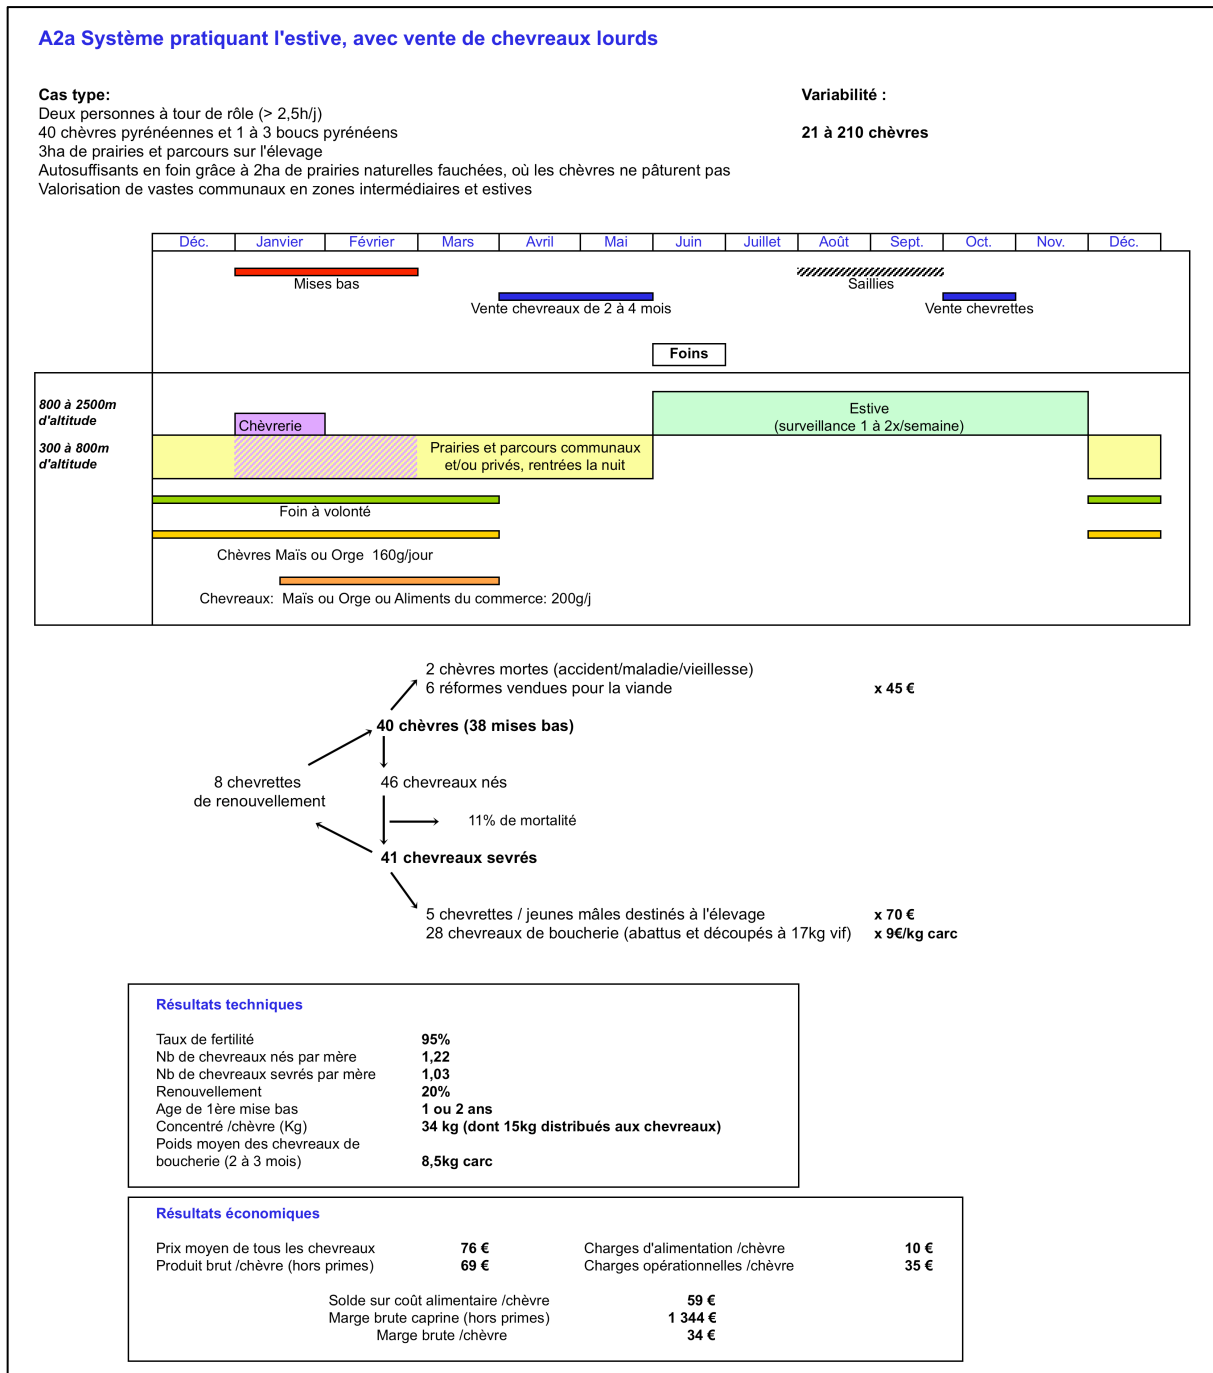 A2a Système pratiquant l'estive, avec vente de chevreaux lourds
Cas type:
Deux personnes à tour de rôle (> 2,5h/j)
40 chèvres pyrénéennes et 1 à 3 boucs pyrénéens
3ha de prairies et parcours sur l'élevage
Autosuffisants en foin grâce à 2ha de prairies naturelles fauchées, où les chèvres ne pâturent pas
Valorisation de vastes communaux en zones intermédiaires et estives
Variabilité :
21 à 210 chèvres
Déc. Janvier Février Mars Avril Mai Juin Juillet Août Sept. Oct. Nov. Déc.
Mises bas
Saillies
Vente chevreaux de 2 à 4 mois
Vente chevrettes
Foins
800 à 2500m
d'altitude
Chèvrerie
Estive
(surveillance 1 à 2x/semaine)
300 à 800m
d'altitude
Prairies et parcours communaux
et/ou privés, rentrées la nuit
Foin à volonté
Chèvres Maïs ou Orge 160g/jour
Chevreaux: Maïs ou Orge ou Aliments du commerce: 200g/j
2 chèvres mortes (accident/maladie/vieillesse)
6 réformes vendues pour la viande x 45 €
40 chèvres (38 mises bas)
8 chevrettes
de renouvellement
46 chevreaux nés
11% de mortalité
41 chevreaux sevrés
5 chevrettes / jeunes mâles destinés à l'élevage x 70 €
28 chevreaux de boucherie (abattus et découpés à 17kg vif) x 9€/kg carc
Résultats techniques
Taux de fertilité 95%
Nb de chevreaux nés par mère 1,22
Nb de chevreaux sevrés par mère 1,03
Renouvellement 20%
Age de 1ère mise bas 1 ou 2 ans
Concentré /chèvre (Kg) 34 kg (dont 15kg distribués aux chevreaux)
Poids moyen des chevreaux de
boucherie (2 à 3 mois) 8,5kg carc
Résultats économiques
Prix moyen de tous les chevreaux 76 € Charges d'alimentation /chèvre 10 €
Produit brut /chèvre (hors primes) 69 € Charges opérationnelles /chèvre 35 €
Solde sur coût alimentaire /chèvre 59 €
Marge brute caprine (hors primes) 1 344 €
Marge brute /chèvre 34 €